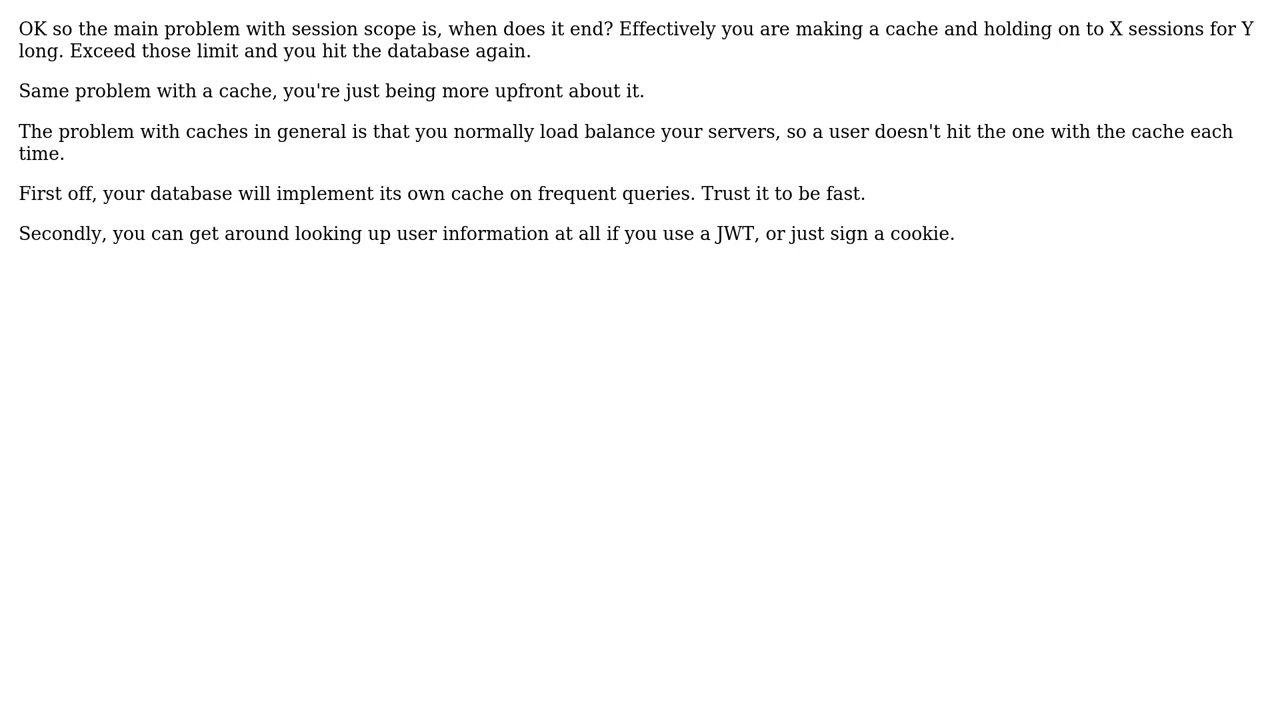 OK so the main problem with session scope is, when does it end? Effectively you are making a cache and holding on to X sessions for Y
long. Exceed those limit and you hit the database again.
Same problem with a cache, you're just being more upfront about it.
The problem with caches in general is that you normally load balance your servers, so a user doesn't hit the one with the cache each
time.
First off, your database will implement its own cache on frequent queries. Trust it to be fast.
Secondly, you can get around looking up user information at all if you use a JWT, or just sign a cookie.